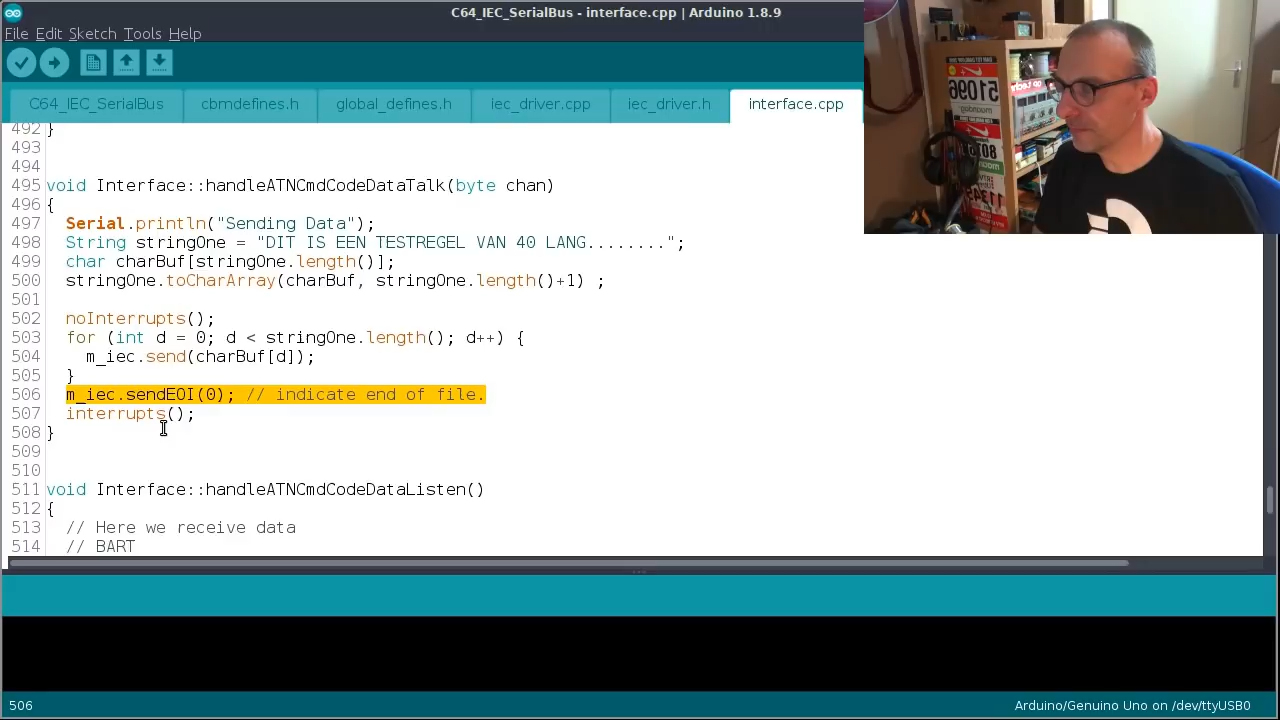 C64_IEC_SerialBus - interface.cpp | Arduino 1.8.9
File Edit Sketch Tools Help
C64_IEC_SerialBus cbmdefines.h global_defines.h iec_driver.cpp iec_driver.h interface.cpp
492 }
493
494
495 void Interface::handleATNCmdCodeDataTalk(byte chan)
496 {
497 Serial.println("Sending Data");
498 String stringOne = "DIT IS EEN TESTREGEL VAN 40 LANG........";
499 char charBuf[stringOne.length()];
500 stringOne.toCharArray(charBuf, stringOne.length()+1) ;
501
502 noInterrupts();
503 for (int d = 0; d < stringOne.length(); d++) {
504 m_iec.send(charBuf[d]);
505 }
506 m_iec.sendEOI(0); // indicate end of file.
507 interrupts();
508 }
509
510
511 void Interface::handleATNCmdCodeDataListen()
512 {
513 // Here we receive data
514 // BART
506
Arduino/Genuino Uno on /dev/ttyUSB0